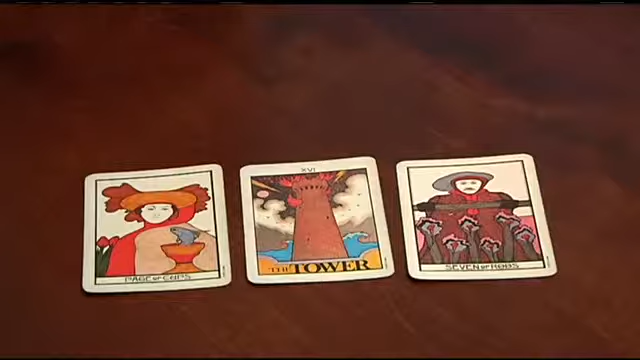 PAGE OF CUPS
XVI
THE TOWER
SEVEN OF RODS